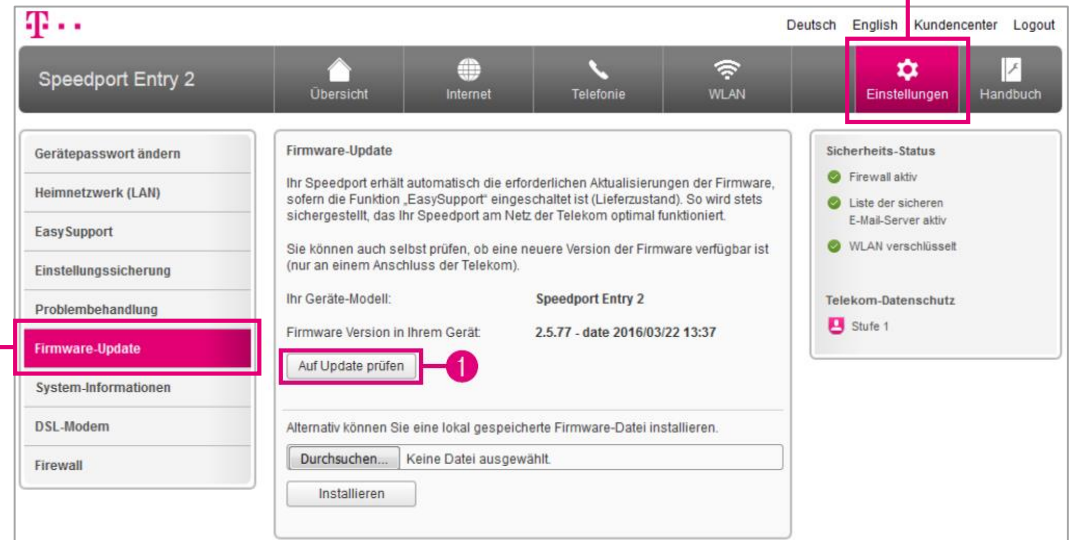 T
Deutsch English Kundencenter Logout
Speedport Entry 2
Übersicht
Internet
Telefonie
WLAN
Einstellungen
Handbuch
Gerätepasswort ändern
Heimnetzwerk (LAN)
EasySupport
Einstellungssicherung
Problembehandlung
Firmware-Update
System-Informationen
DSL-Modem
Firewall
Firmware-Update
Ihr Speedport erhält automatisch die erforderlichen Aktualisierungen der Firmware,
sofern die Funktion „EasySupport“ eingeschaltet ist (Lieferzustand). So wird stets
sichergestellt, das Ihr Speedport am Netz der Telekom optimal funktioniert.
Sie können auch selbst prüfen, ob eine neuere Version der Firmware verfügbar ist
(nur an einem Anschluss der Telekom).
Ihr Geräte-Modell: Speedport Entry 2
Firmware Version in Ihrem Gerät: 2.5.77 - date 2016/03/22 13:37
Auf Update prüfen 1
Alternativ können Sie eine lokal gespeicherte Firmware-Datei installieren.
Durchsuchen... Keine Datei ausgewählt.
Installieren
Sicherheits-Status
Firewall aktiv
Liste der sicheren
E-Mail-Server aktiv
WLAN verschlüsselt
Telekom-Datenschutz
Stufe 1